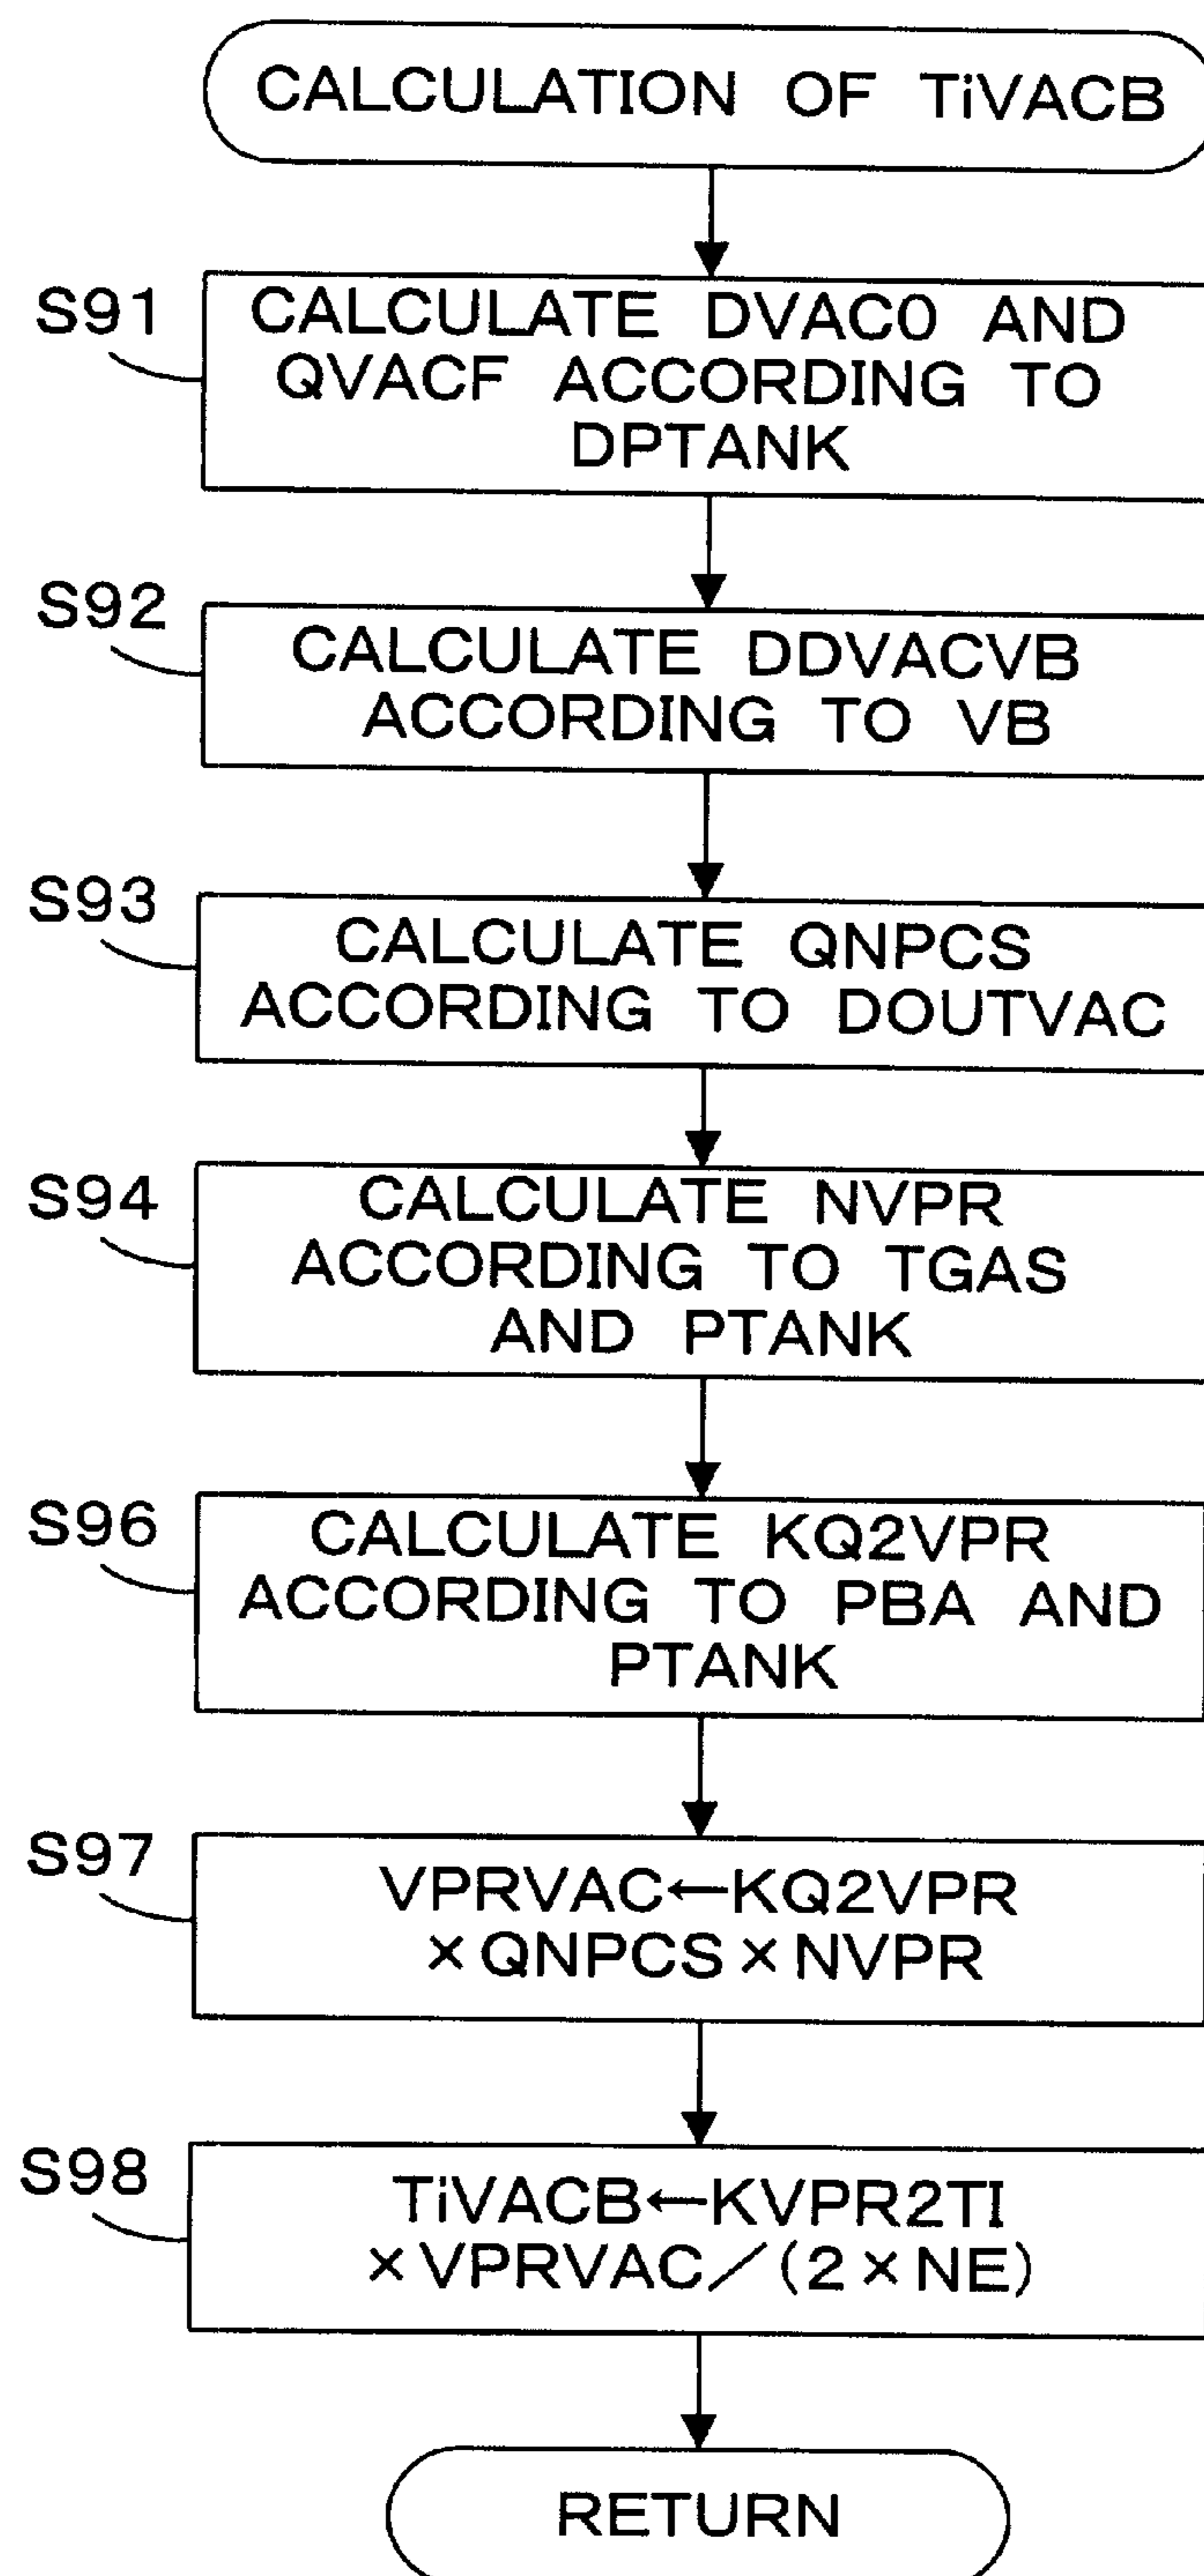 CALCULATION OF TiVACB
S91
CALCULATE DVAC0 AND
QVACF ACCORDING TO
DPTANK
S92
CALCULATE DDVACVB
ACCORDING TO VB
S93
CALCULATE QNPCS
ACCORDING TO DOUTVAC
S94
CALCULATE NVPR
ACCORDING TO TGAS
AND PTANK
S96
CALCULATE KQ2VPR
ACCORDING TO PBA AND
PTANK
S97
VPRVAC←KQ2VPR
×QNPCS×NVPR
S98
TiVACB←KVPR2TI
×VPRVAC/(2×NE)
RETURN